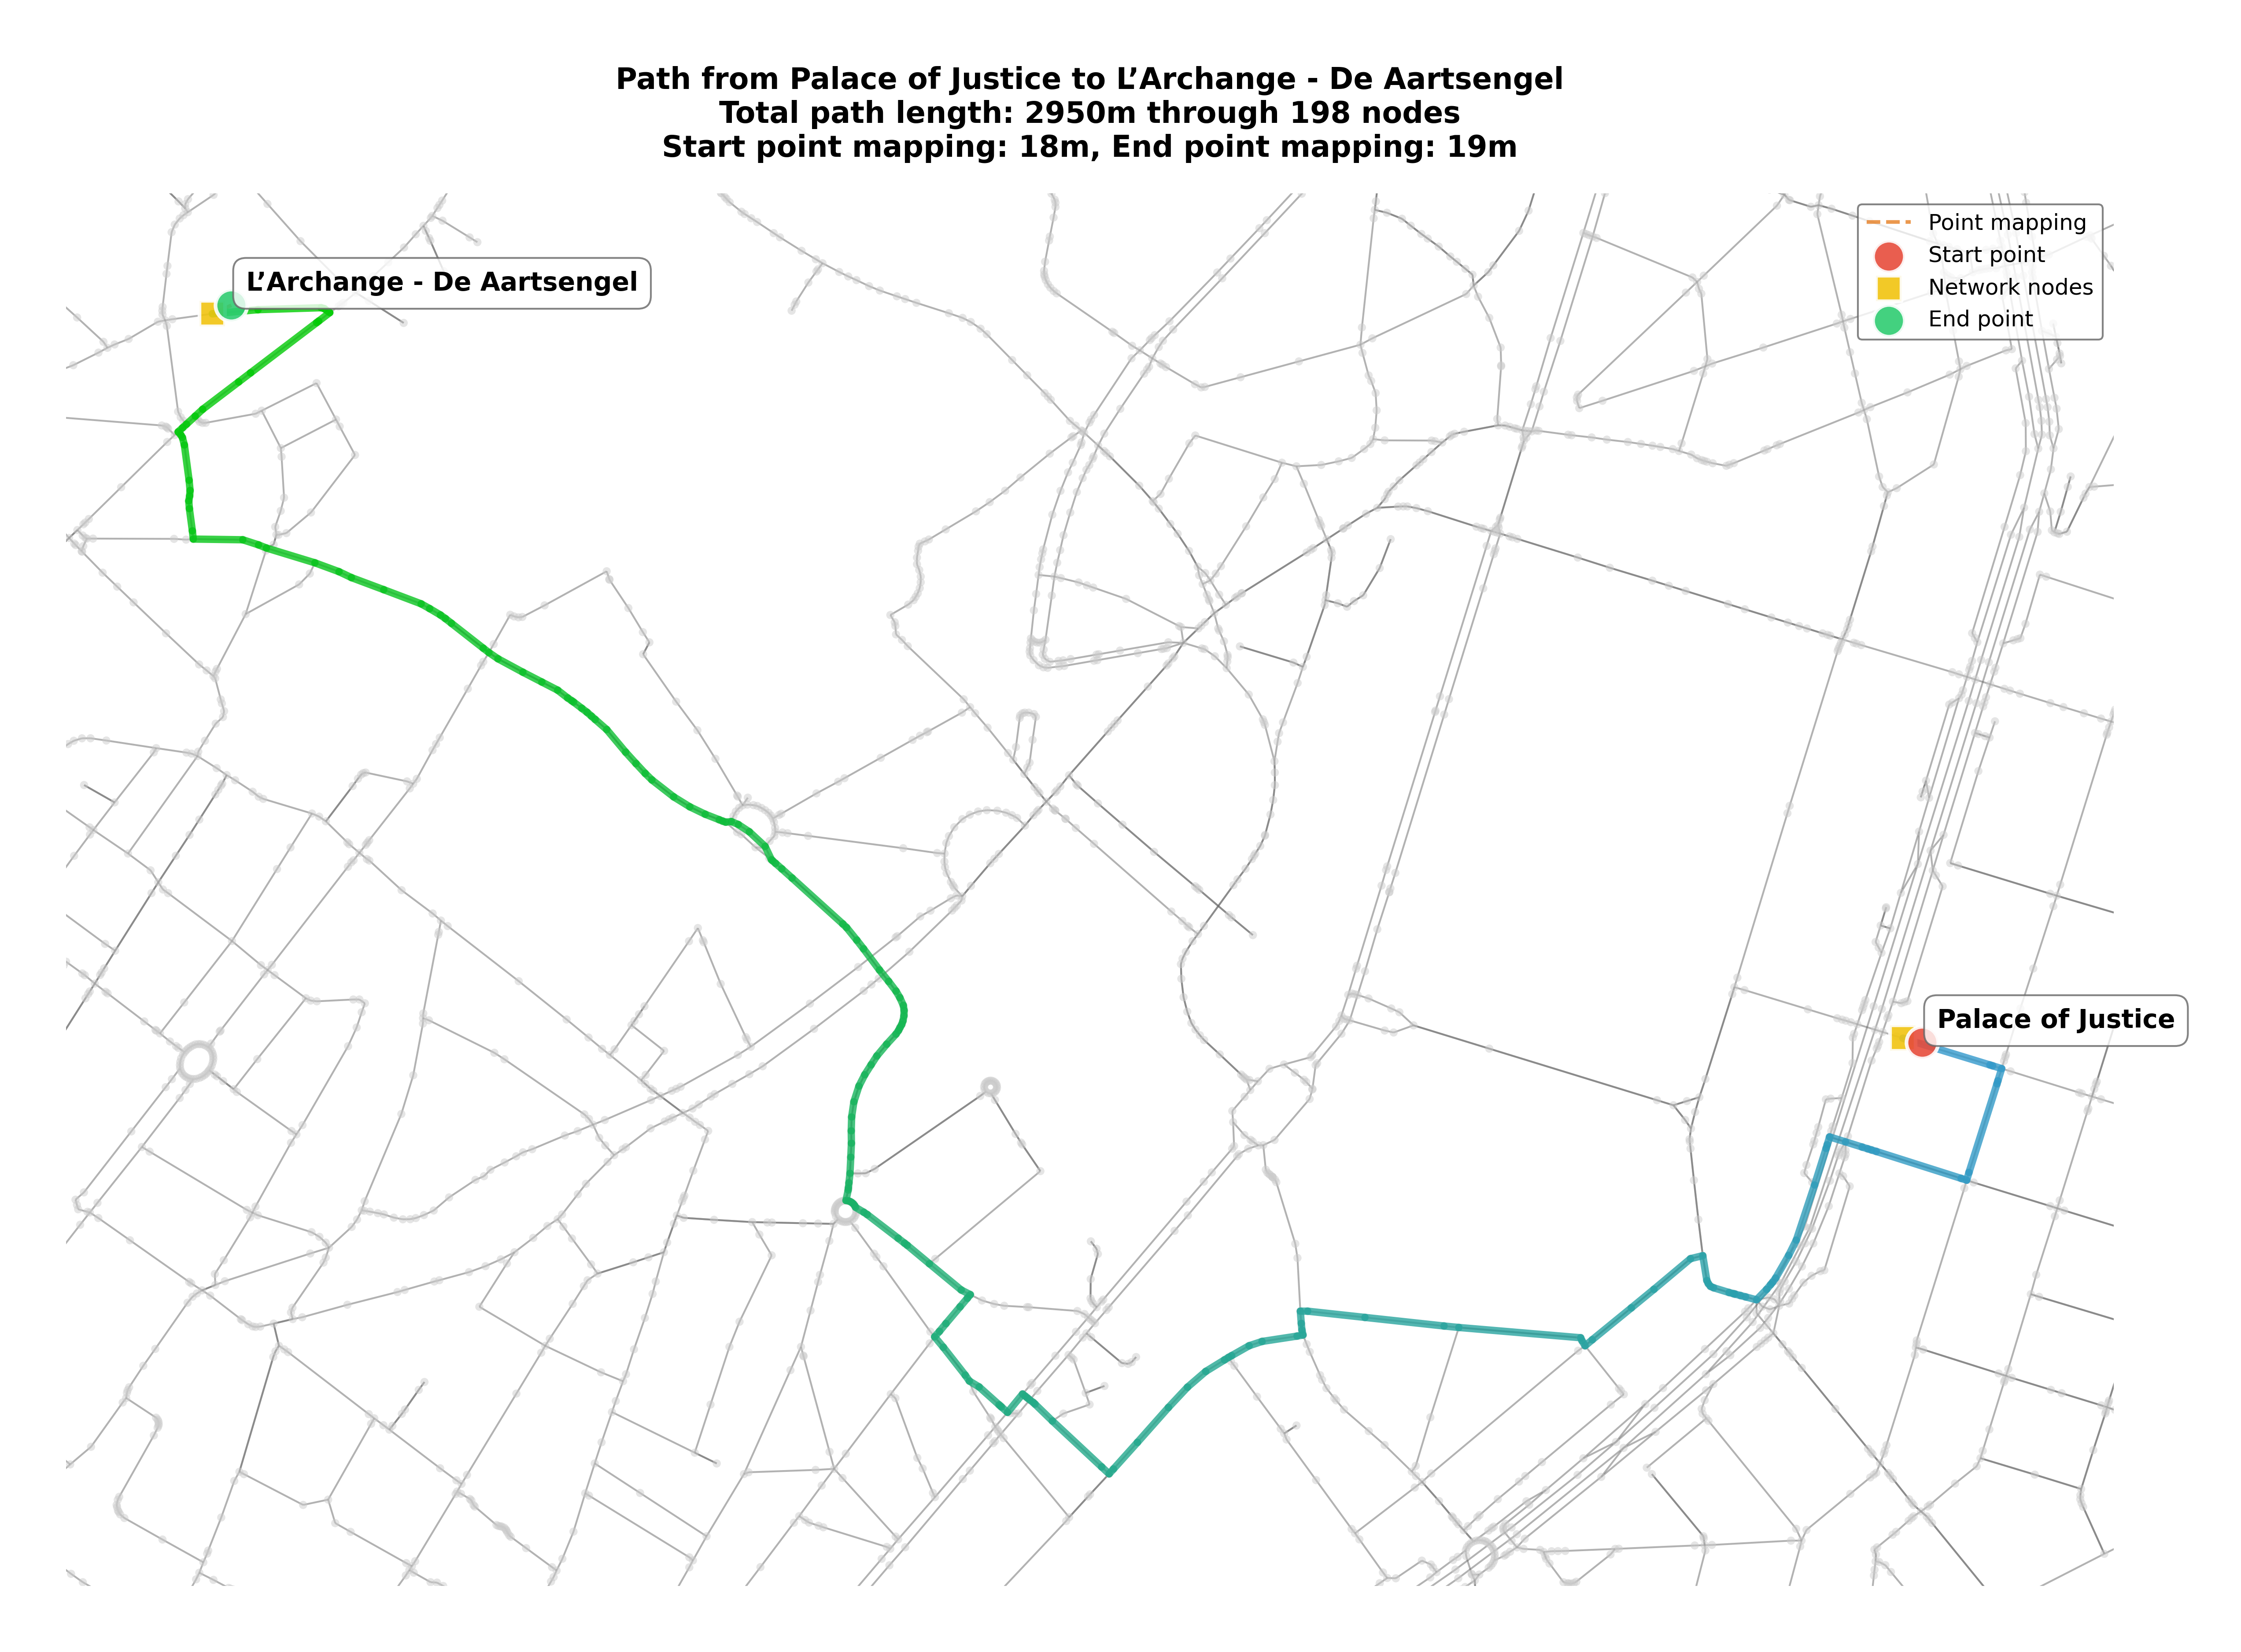 Path from Palace of Justice to L’Archange - De Aartsengel
Total path length: 2950m through 198 nodes
Start point mapping: 18m, End point mapping: 19m
Point mapping
Start point
Network nodes
End point
L’Archange - De Aartsengel
Palace of Justice